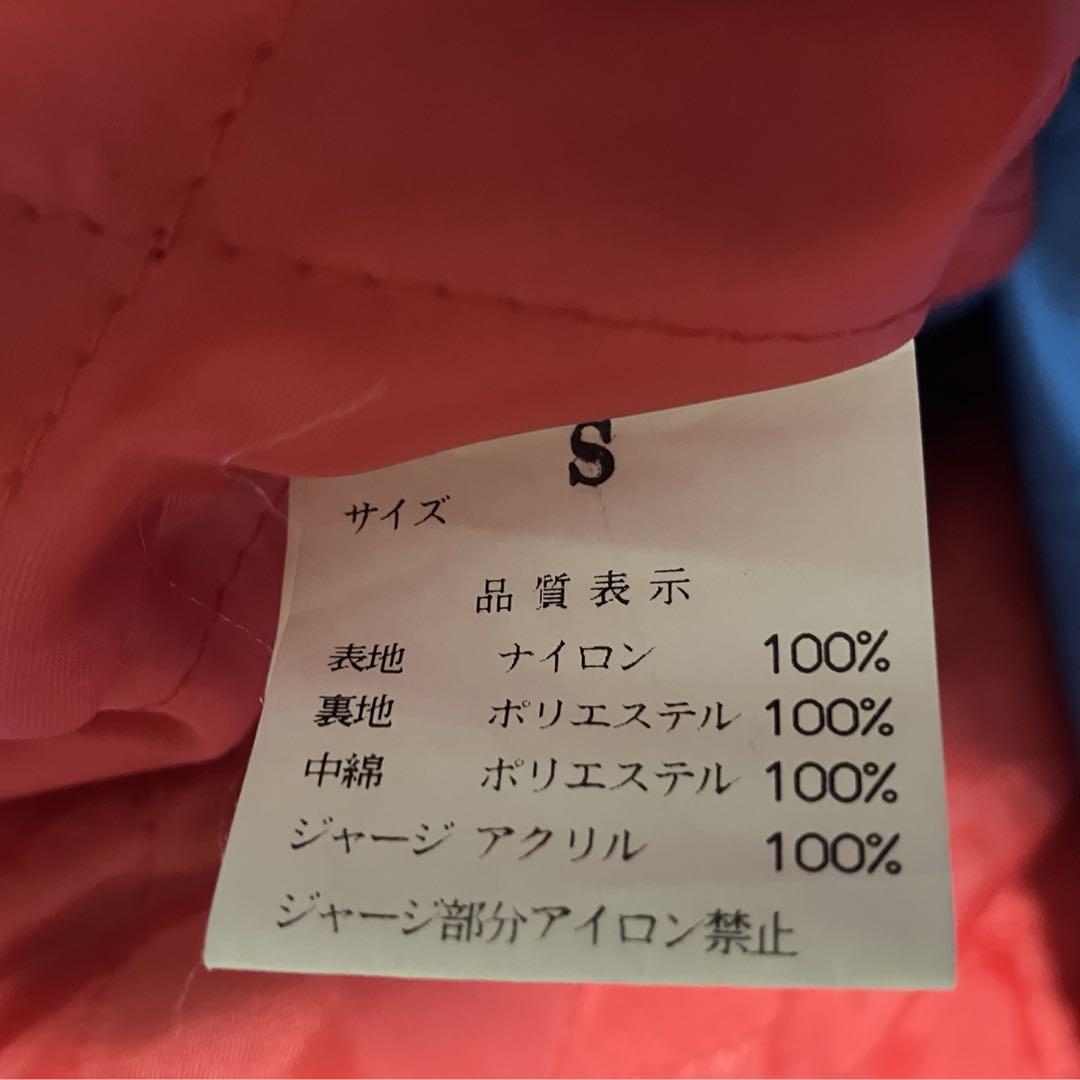 S
サイズ
品質表示
表地 ナイロン 100%
裏地 ポリエステル 100%
中綿 ポリエステル 100%
ジャージ アクリル 100%
ジャージ部分アイロン禁止